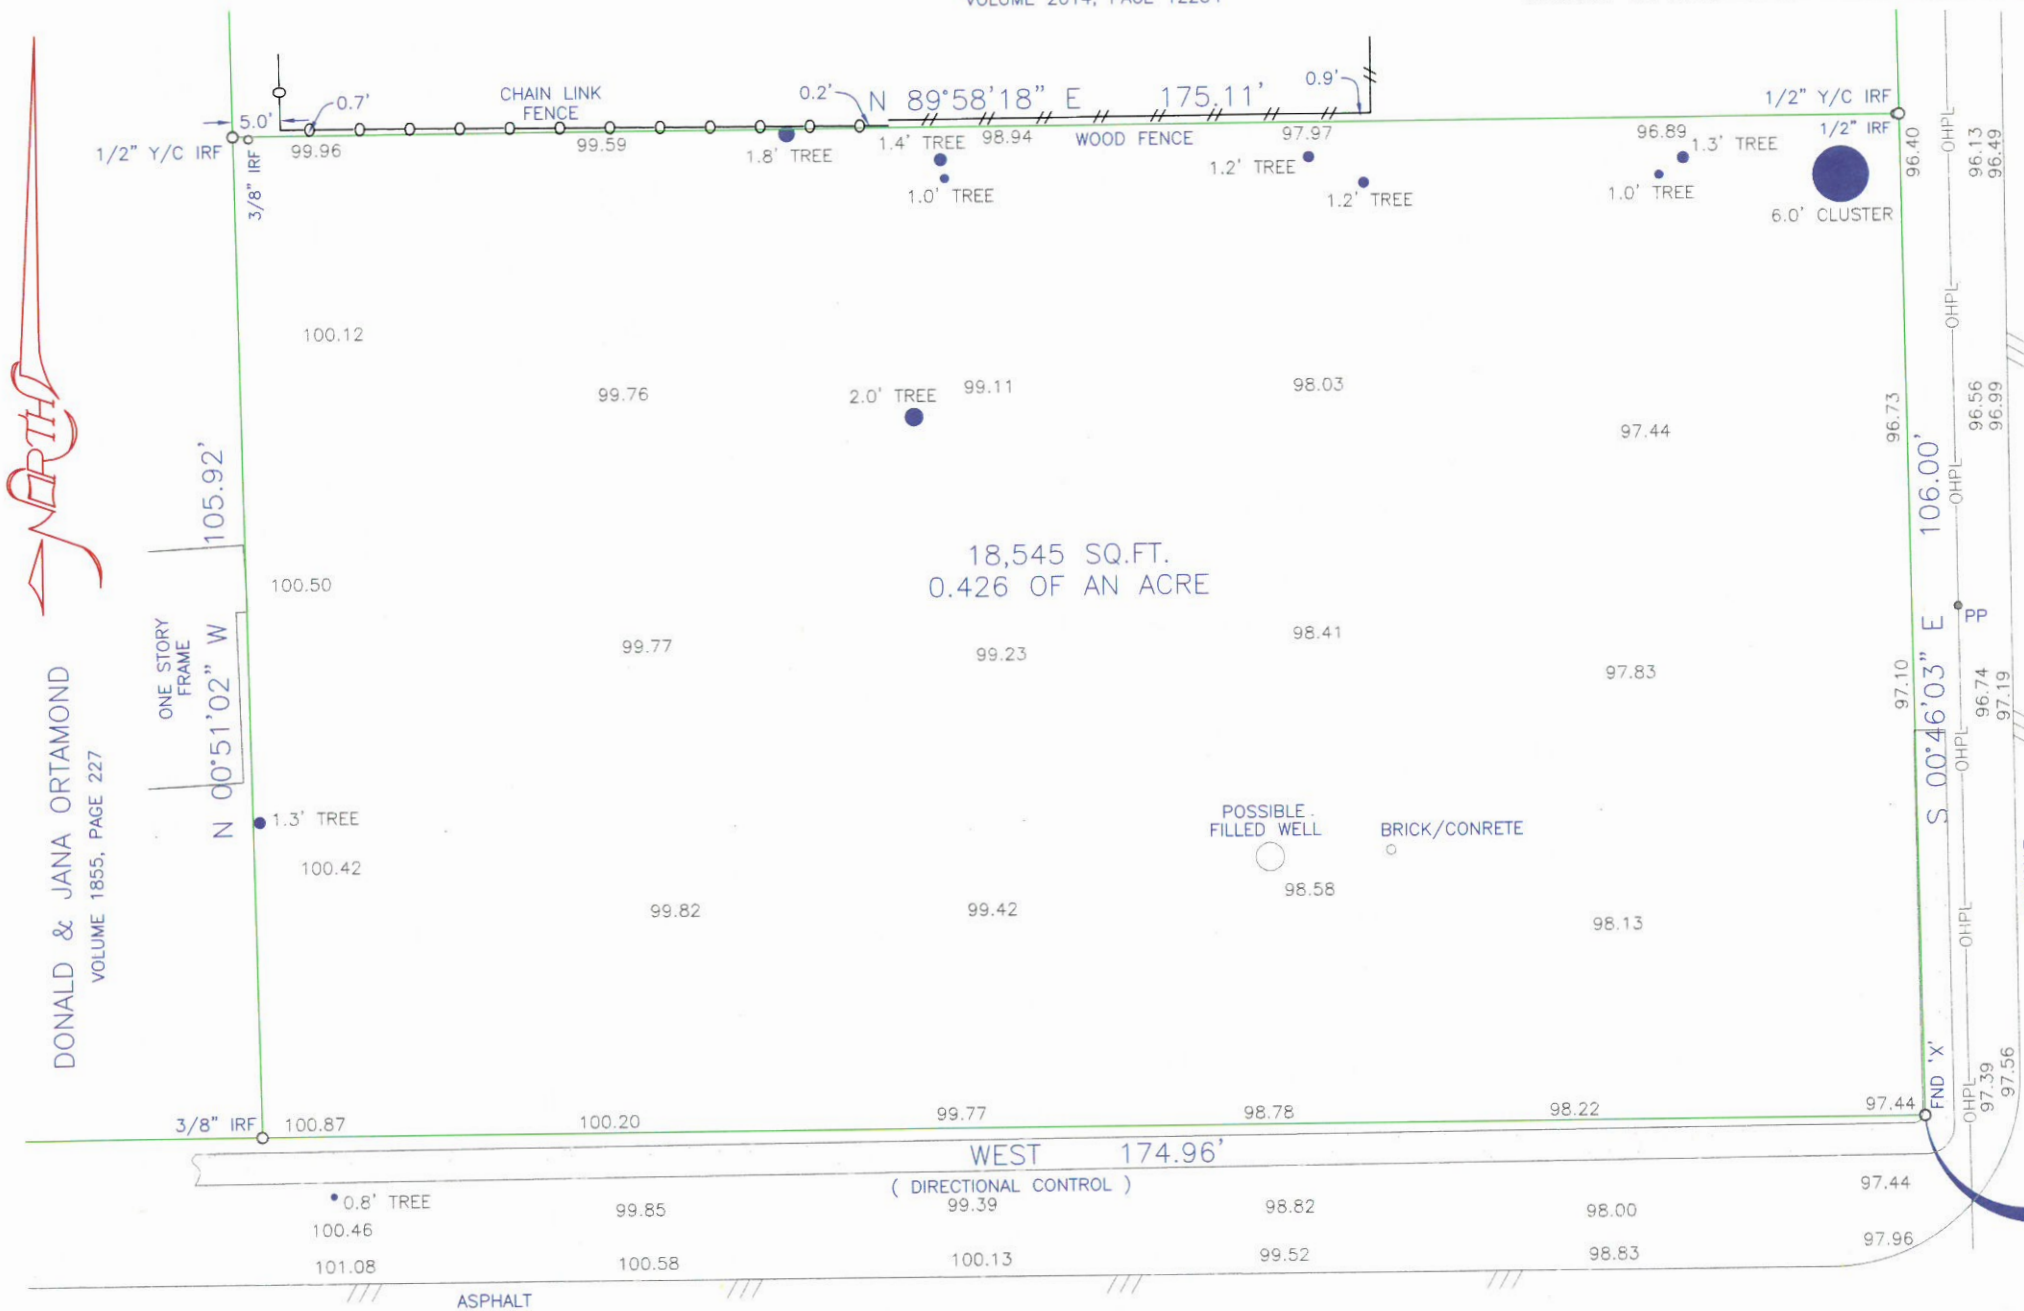 1/2" Y/C IRF
5.0'
0.7'
CHAIN LINK
FENCE
0.2'
N 89°58'18" E 175.11'
0.9'
1/2" Y/C IRF
1/2" IRF
3/8" IRF
99.96
99.59
1.8' TREE
1.4' TREE
98.94
WOOD FENCE
97.97
96.89
1.3' TREE
1.0' TREE
1.2' TREE
1.2' TREE
1.0' TREE
6.0' CLUSTER
96.40
OHPL
96.13
96.49
NORTH
100.12
99.76
2.0' TREE
99.11
98.03
97.44
96.73
OHPL
96.56
96.99
105.92'
N 00°51'02" W
106.00'
S 00°46'03" E
OHPL
18,545 SQ.FT.
0.426 OF AN ACRE
100.50
ONE STORY
FRAME
99.77
99.23
98.41
97.83
97.10
PP
96.74
97.19
OHPL
DONALD & JANA ORTAMOND
VOLUME 1855, PAGE 227
1.3' TREE
100.42
99.82
99.42
POSSIBLE
FILLED WELL
98.58
BRICK/CONRETE
98.13
OHPL
FND 'X'
OHPL
97.39
97.56
3/8" IRF
100.87
100.20
99.77
98.78
98.22
97.44
WEST 174.96'
( DIRECTIONAL CONTROL )
0.8' TREE
100.46
99.85
99.39
98.82
98.00
97.44
101.08
100.58
100.13
99.52
98.83
97.96
ASPHALT